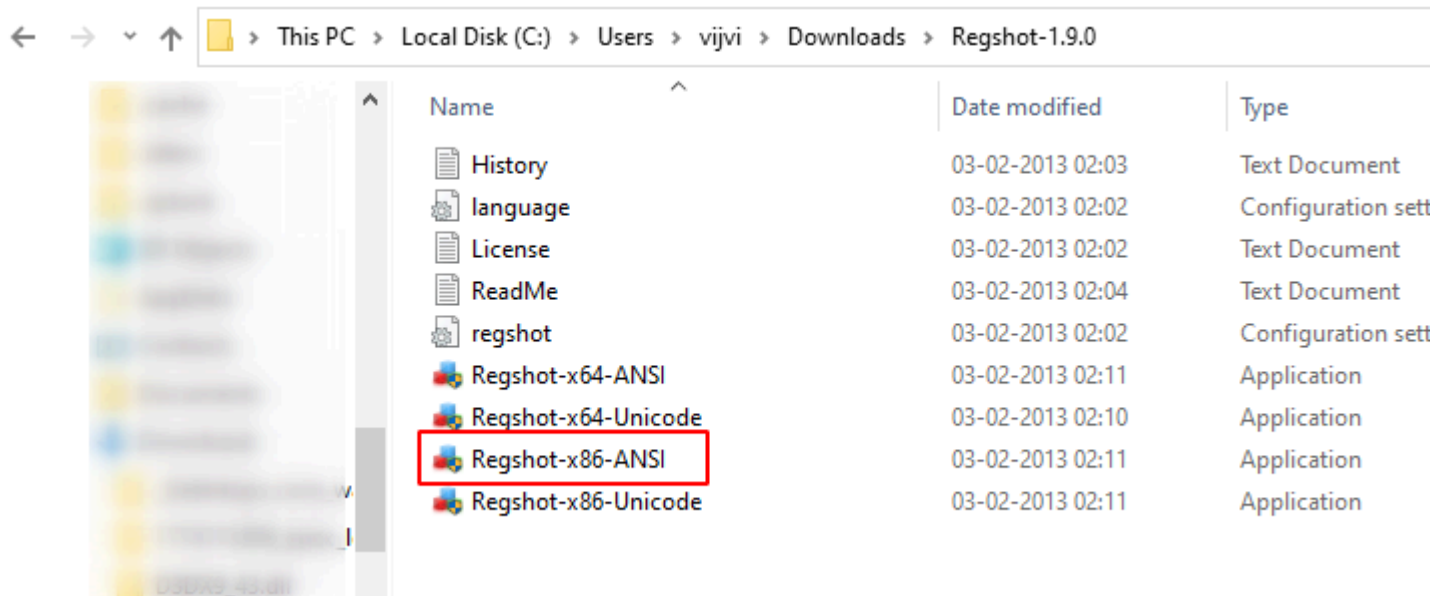 This PC > Local Disk (C:) > Users > vijvi > Downloads > Regshot-1.9.0
Name Date modified Type
History 03-02-2013 02:03 Text Document
language 03-02-2013 02:02 Configuration sett
License 03-02-2013 02:02 Text Document
ReadMe 03-02-2013 02:04 Text Document
regshot 03-02-2013 02:02 Configuration sett
Regshot-x64-ANSI 03-02-2013 02:11 Application
Regshot-x64-Unicode 03-02-2013 02:10 Application
Regshot-x86-ANSI 03-02-2013 02:11 Application
Regshot-x86-Unicode 03-02-2013 02:11 Application